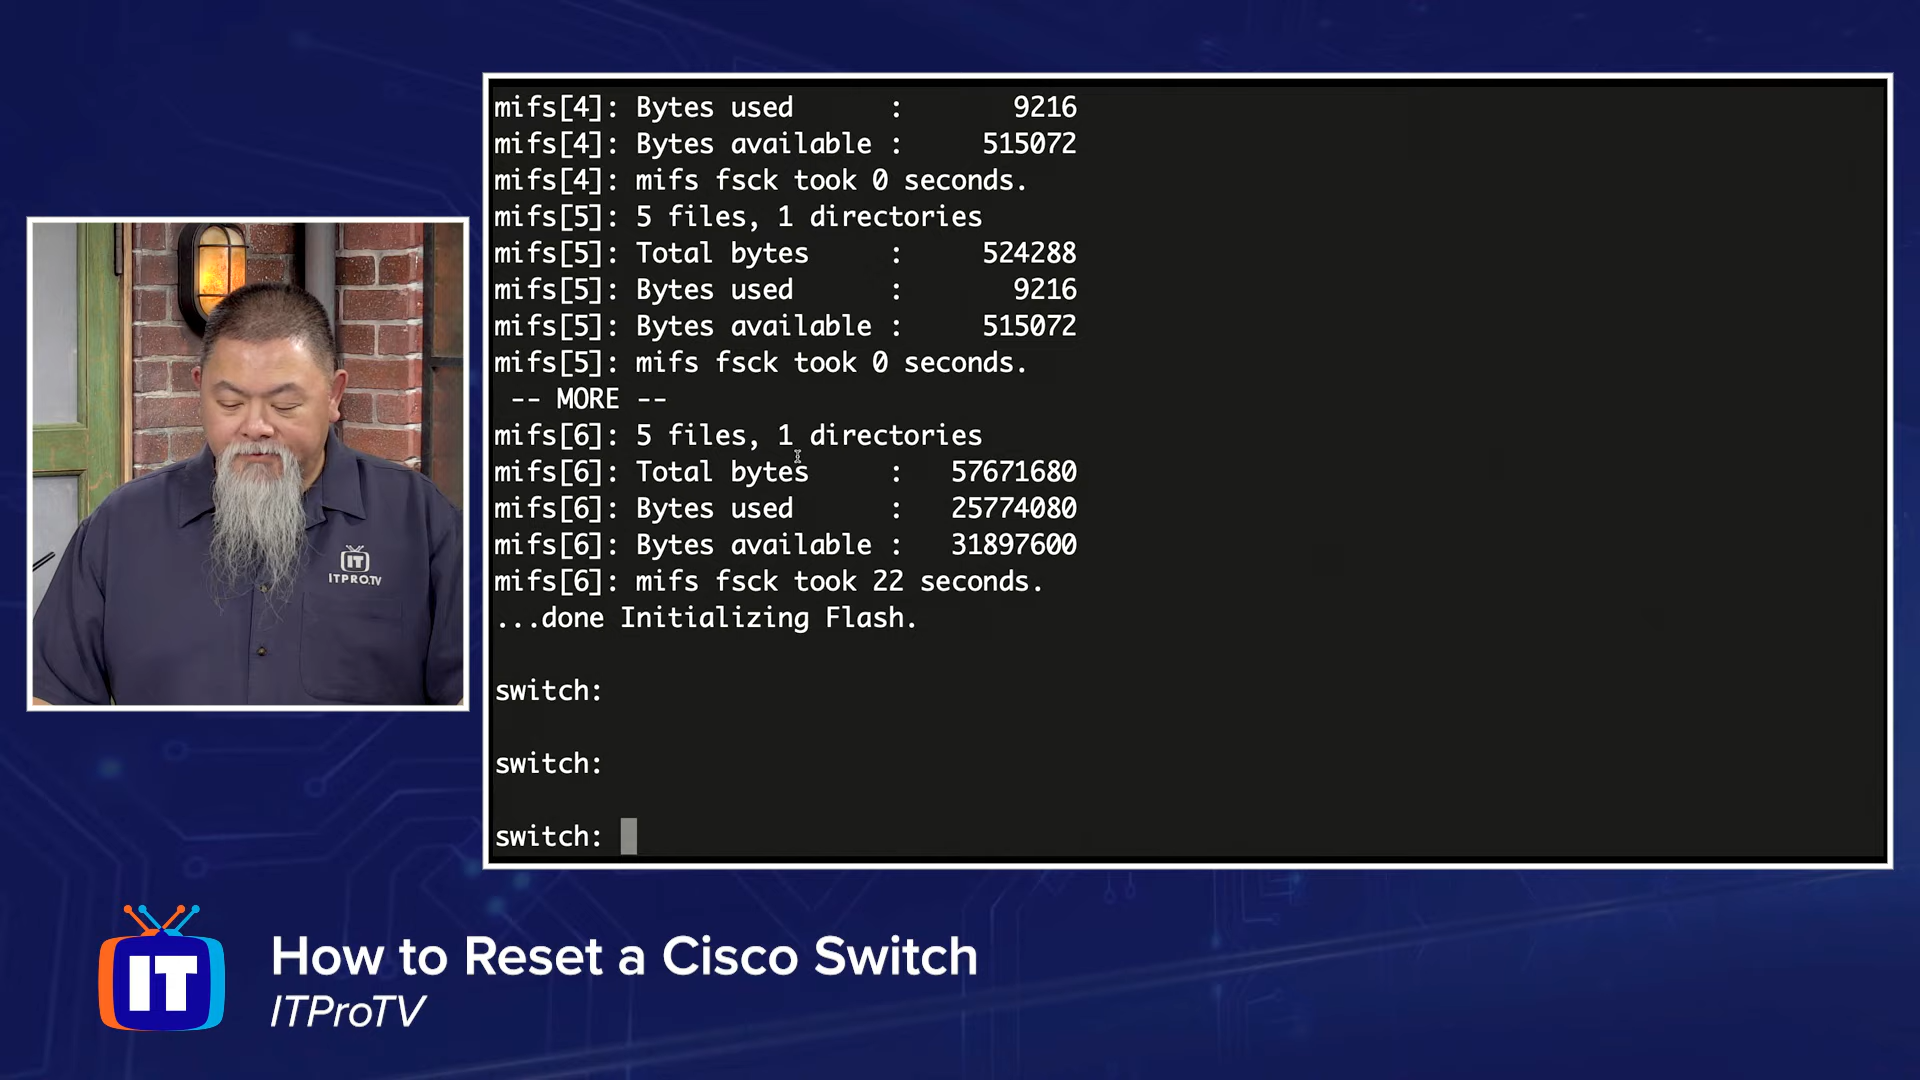 mifs[4]: Bytes used      :       9216
mifs[4]: Bytes available :     515072
mifs[4]: mifs fsck took 0 seconds.
mifs[5]: 5 files, 1 directories
mifs[5]: Total bytes     :     524288
mifs[5]: Bytes used      :       9216
mifs[5]: Bytes available :     515072
mifs[5]: mifs fsck took 0 seconds.
 -- MORE --
mifs[6]: 5 files, 1 directories
mifs[6]: Total bytes     :   57671680
mifs[6]: Bytes used      :   25774080
mifs[6]: Bytes available :   31897600
mifs[6]: mifs fsck took 22 seconds.
...done Initializing Flash.
switch:
switch:
switch:
IT
ITPRO.TV
IT
How to Reset a Cisco Switch
ITProTV